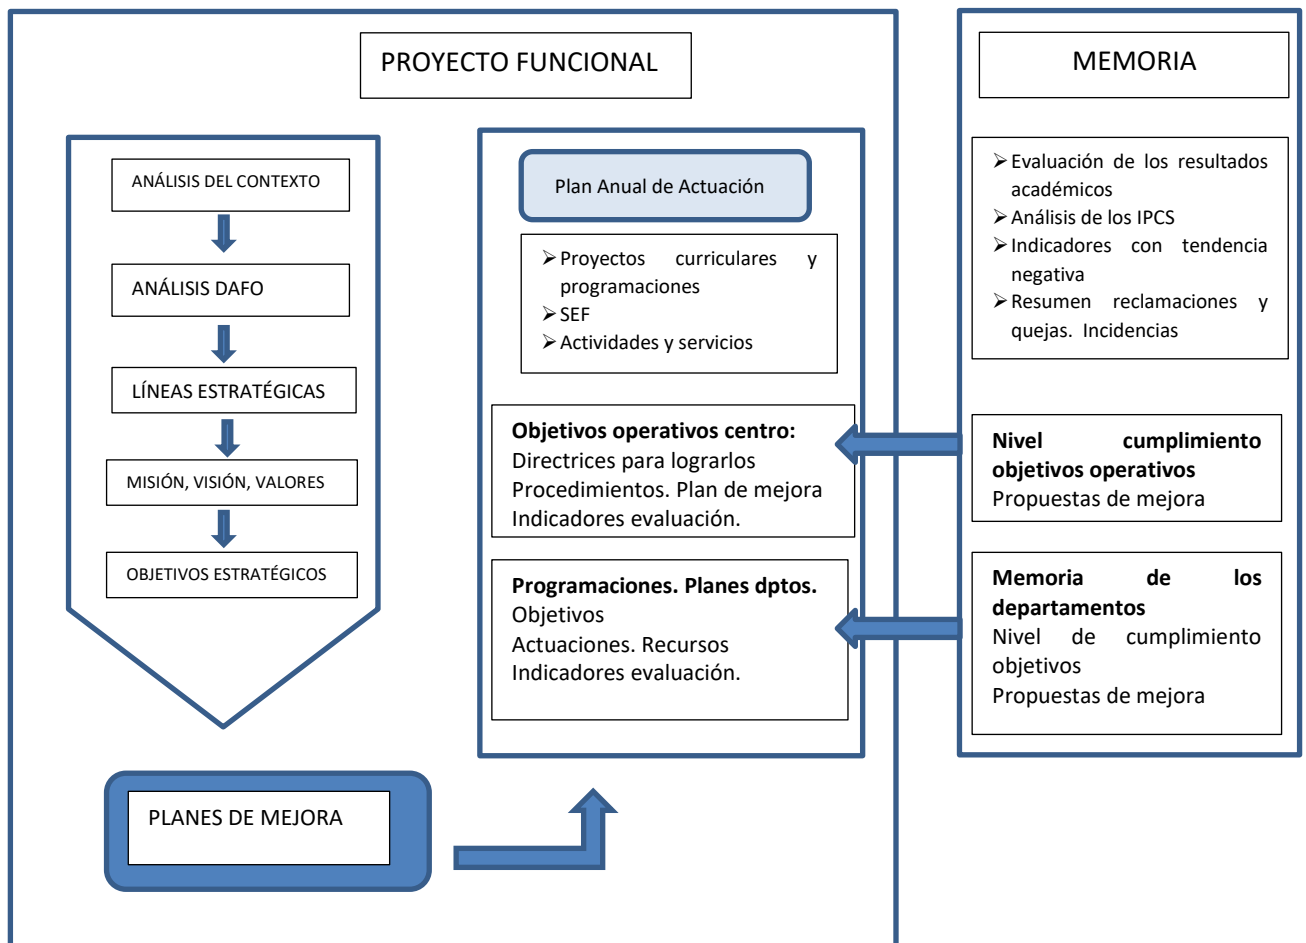 PROYECTO FUNCIONAL
ANÁLISIS DEL CONTEXTO
ANÁLISIS DAFO
LÍNEAS ESTRATÉGICAS
MISIÓN, VISIÓN, VALORES
OBJETIVOS ESTRATÉGICOS
PLANES DE MEJORA
Plan Anual de Actuación
➢Proyectos curriculares y
programaciones
➢SEF
➢Actividades y servicios
Objetivos operativos centro:
Directrices para lograrlos
Procedimientos. Plan de mejora
Indicadores evaluación.
Programaciones. Planes dptos.
Objetivos
Actuaciones. Recursos
Indicadores evaluación.
MEMORIA
➢Evaluación de los resultados
académicos
➢Análisis de los IPCS
➢Indicadores con tendencia
negativa
➢Resumen reclamaciones y
quejas. Incidencias
Nivel cumplimiento
objetivos operativos
Propuestas de mejora
Memoria de los
departamentos
Nivel de cumplimiento
objetivos
Propuestas de mejora